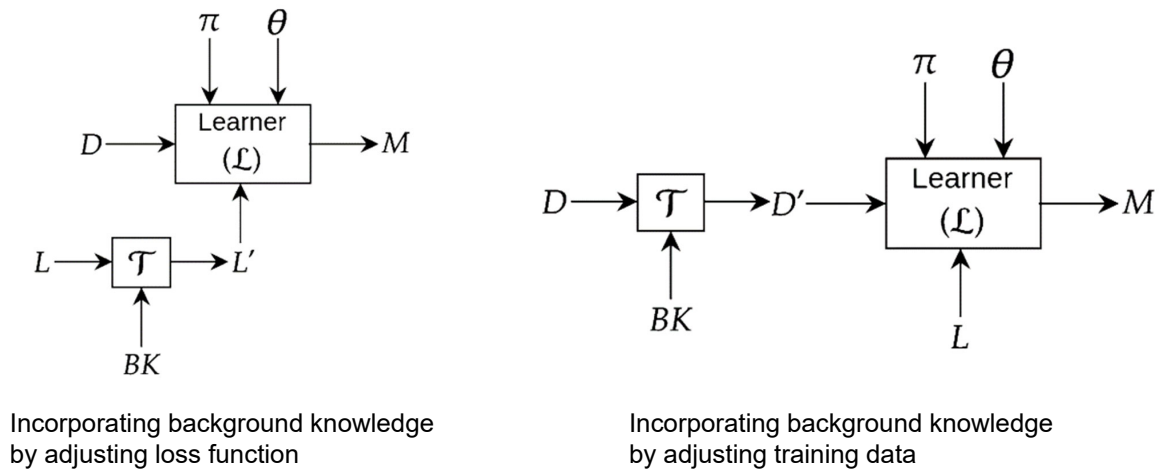 π θ
Learner
(ℒ)
D
M
L
𝒯
L′
BK
Incorporating background knowledge
by adjusting loss function
π θ
Learner
(ℒ)
D
𝒯
D′
M
BK
L
Incorporating background knowledge
by adjusting training data